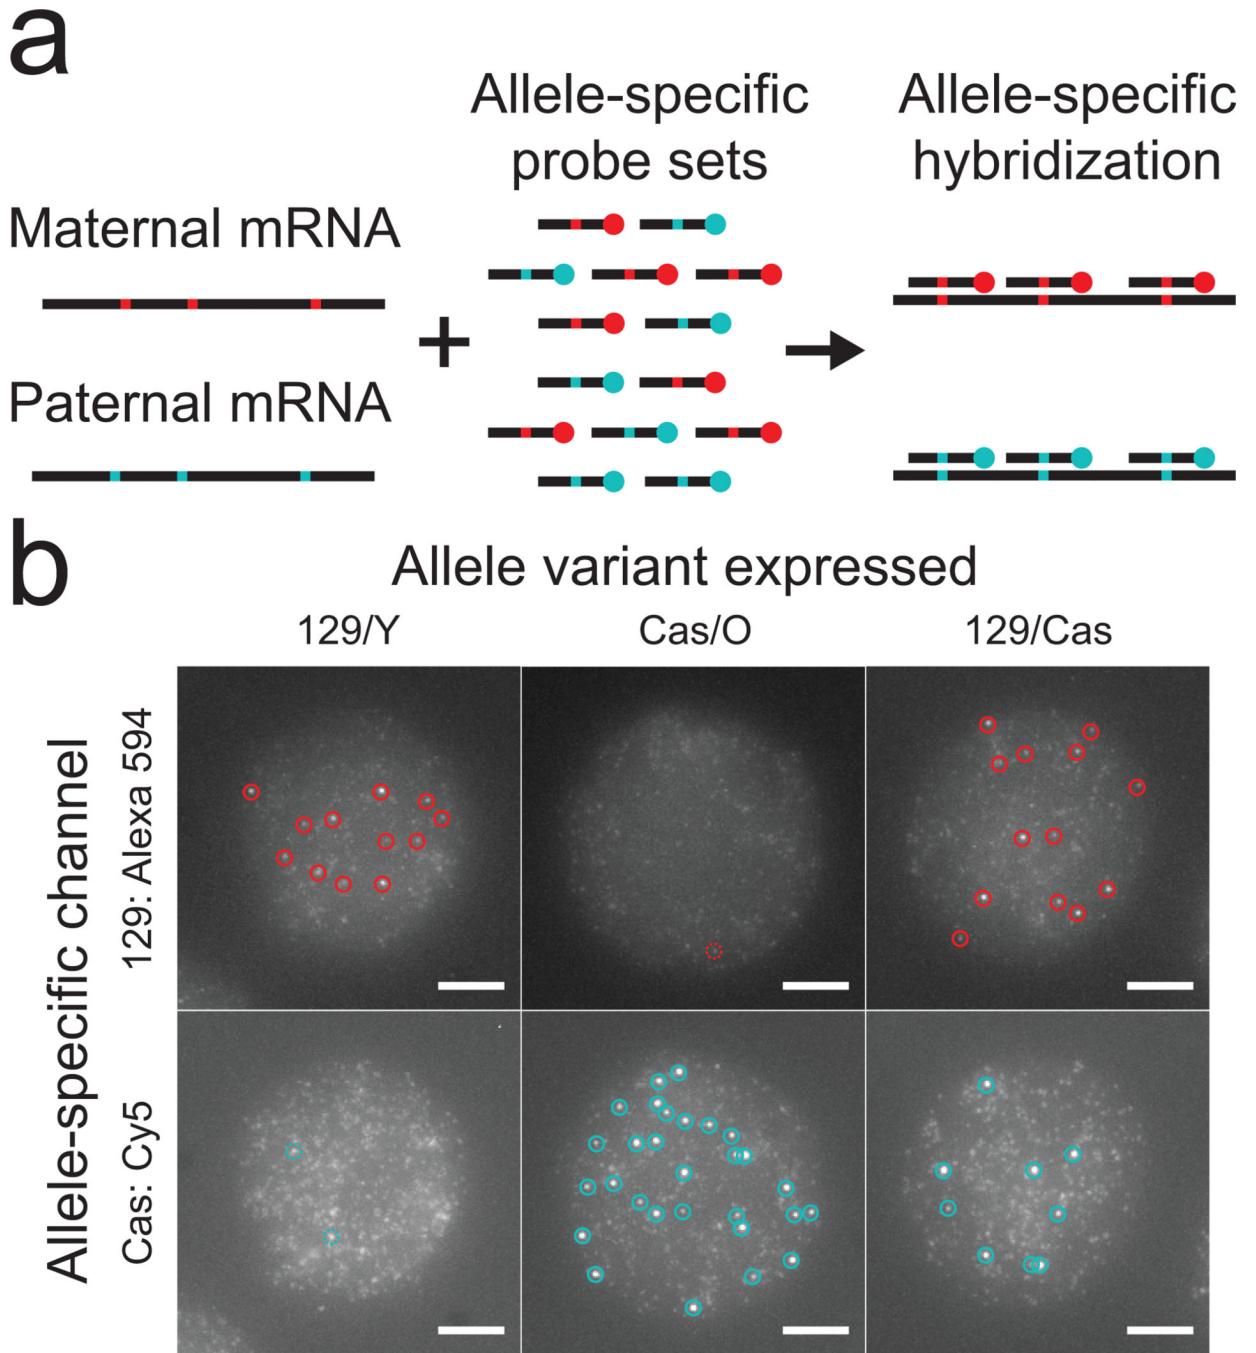 a
Allele-specific
probe sets
Allele-specific
hybridization
Maternal mRNA
Paternal mRNA
b
Allele variant expressed
129/Y
Cas/O
129/Cas
Allele-specific channel
129: Alexa 594
Cas: Cy5